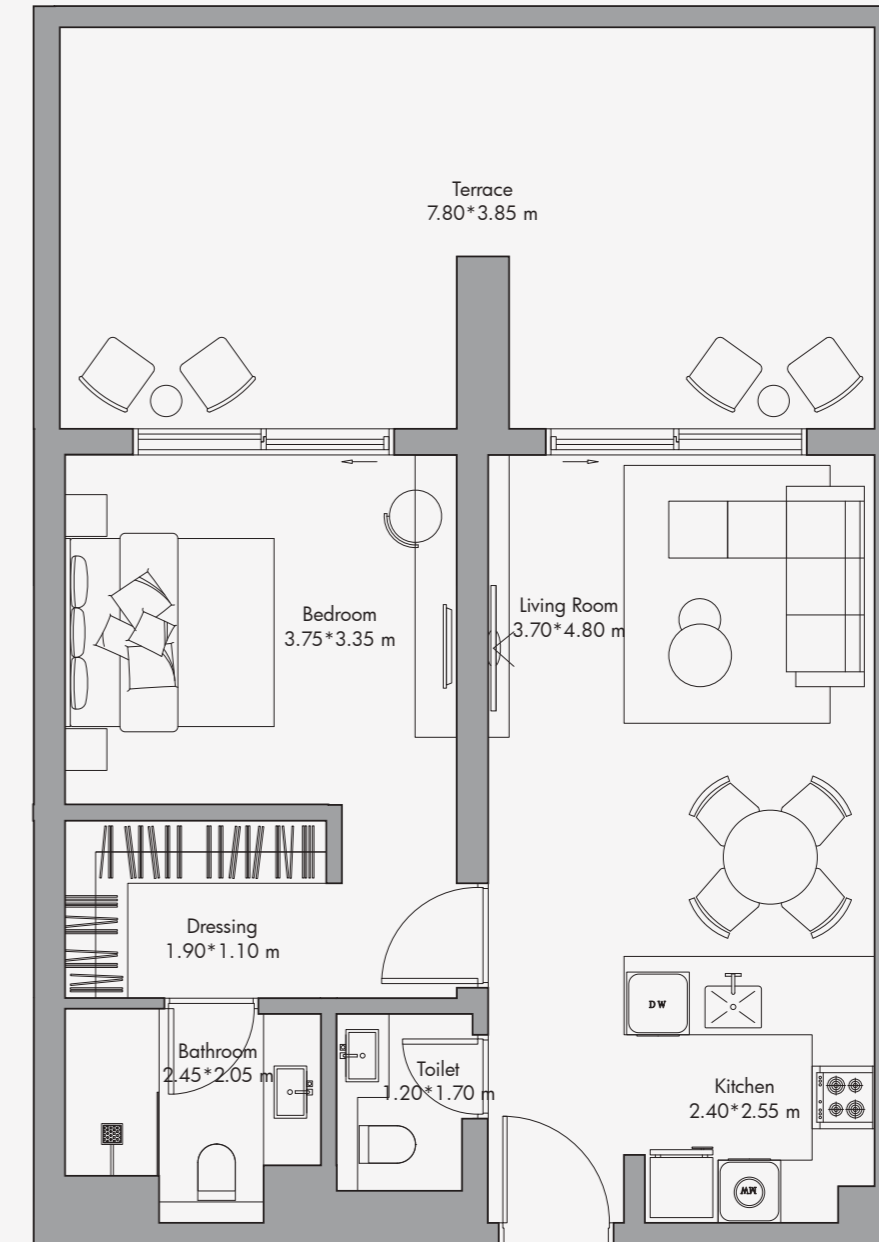 Terrace
7.80*3.85 m
Bedroom
3.75*3.35 m
Living Room
3.70*4.80 m
Dressing
1.90*1.10 m
DW
Bathroom
2.45*2.05 m
Toilet
1.20*1.70 m
Kitchen
2.40*2.55 m
MW